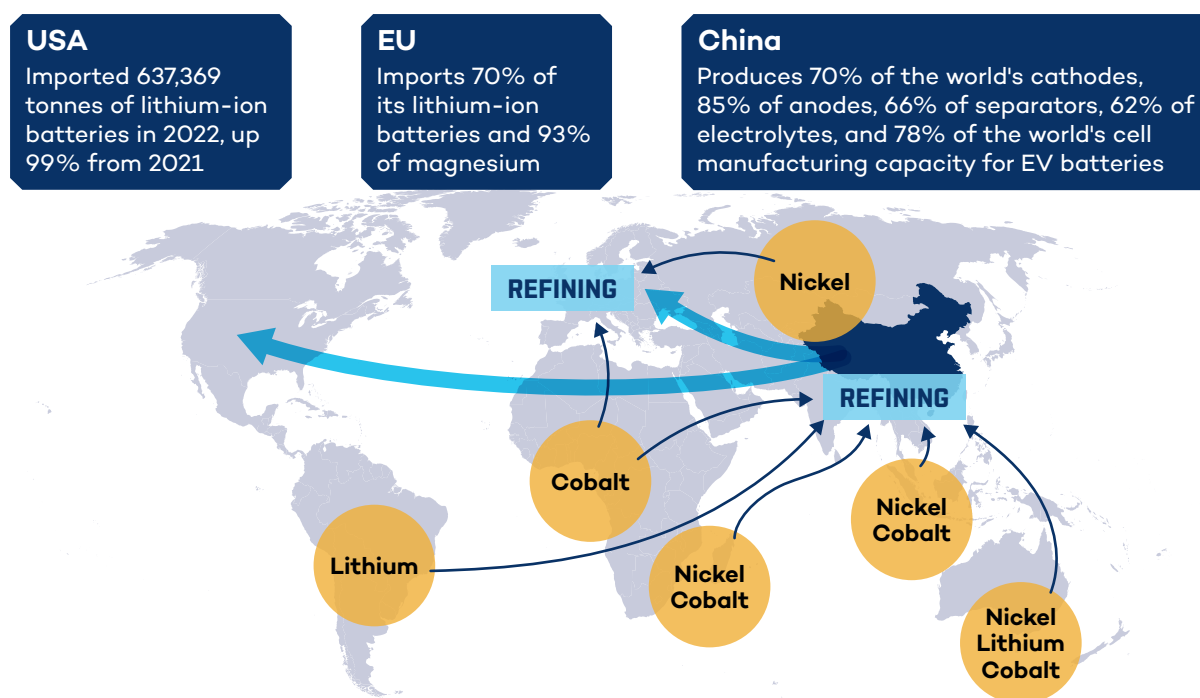 USA
Imported 637,369
tonnes of lithium-ion
batteries in 2022, up
99% from 2021
EU
Imports 70% of
its lithium-ion
batteries and 93%
of magnesium
China
Produces 70% of the world's cathodes,
85% of anodes, 66% of separators, 62% of
electrolytes, and 78% of the world's cell
manufacturing capacity for EV batteries
REFINING
Nickel
REFINING
Cobalt
Lithium
Nickel
Cobalt
Nickel
Cobalt
Nickel
Lithium
Cobalt